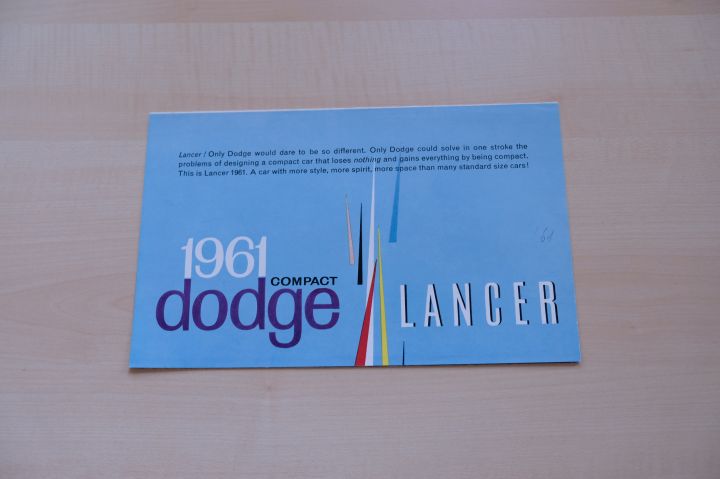 Lancer! Only Dodge would dare to be so different. Only Dodge could solve in one stroke the
problems of designing a compact car that loses nothing and gains everything by being compact.
This is Lancer 1961. A car with more style, more spirit, more space than many standard size cars!
1961
COMPACT
dodge
LANCER